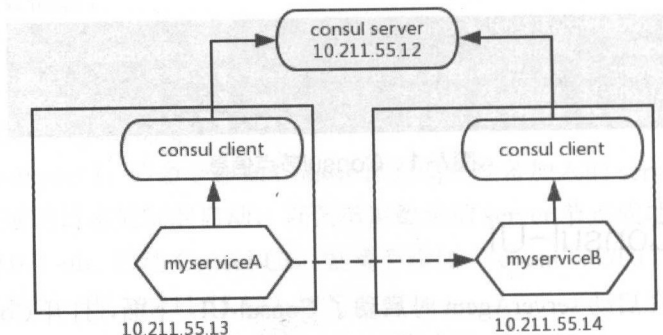 consul server
10.211.55.12
consul client
consul client
myserviceA
myserviceB
10.211.55.13
10.211.55.14